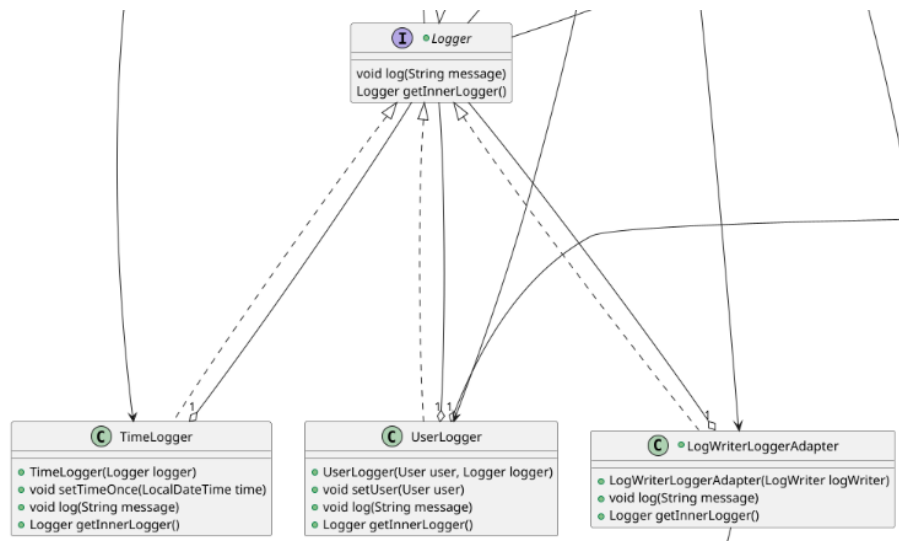 I Logger
void log(String message)
Logger getInnerLogger()
1
1
1
1
C TimeLogger
TimeLogger(Logger logger)
void setTimeOnce(LocalDateTime time)
void log(String message)
Logger getInnerLogger()
C UserLogger
UserLogger(User user, Logger logger)
void setUser(User user)
void log(String message)
Logger getInnerLogger()
C LogWriterLoggerAdapter
LogWriterLoggerAdapter(LogWriter logWriter)
void log(String message)
Logger getInnerLogger()